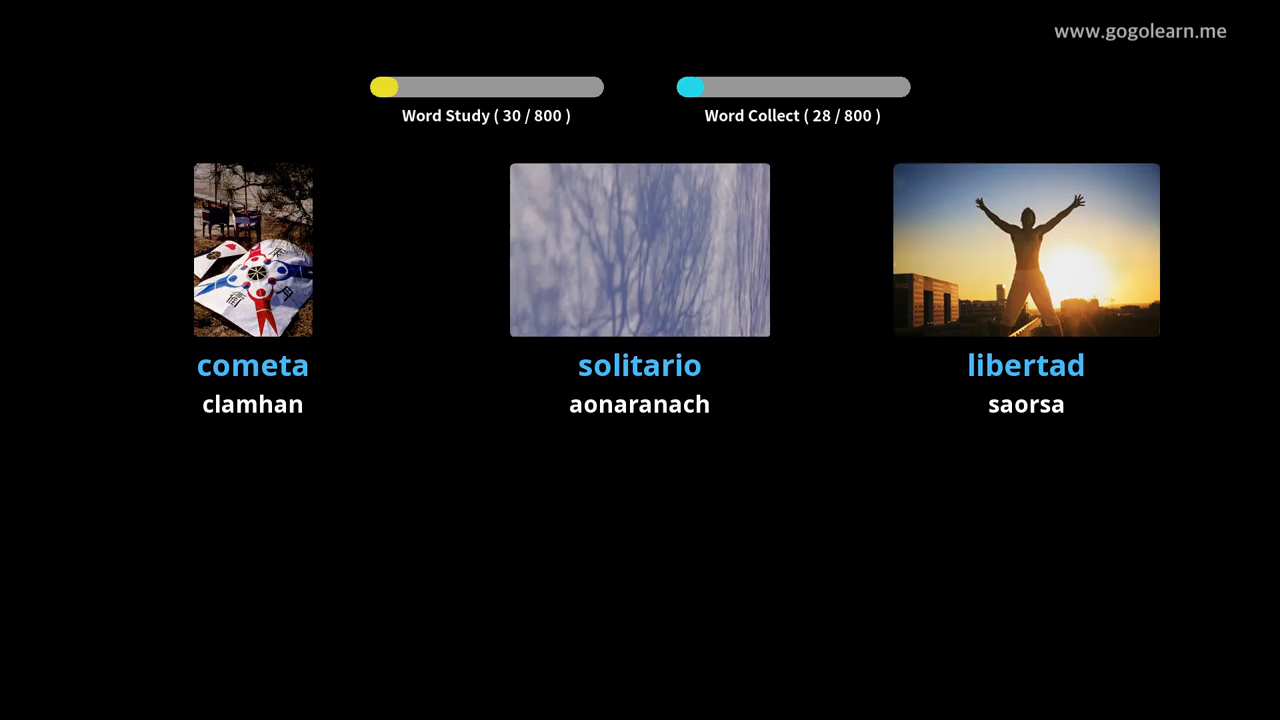 www.gogolearn.me
Word Study ( 30 / 800 )
Word Collect ( 28 / 800 )
cometa
clamhan
solitario
aonaranach
libertad
saorsa